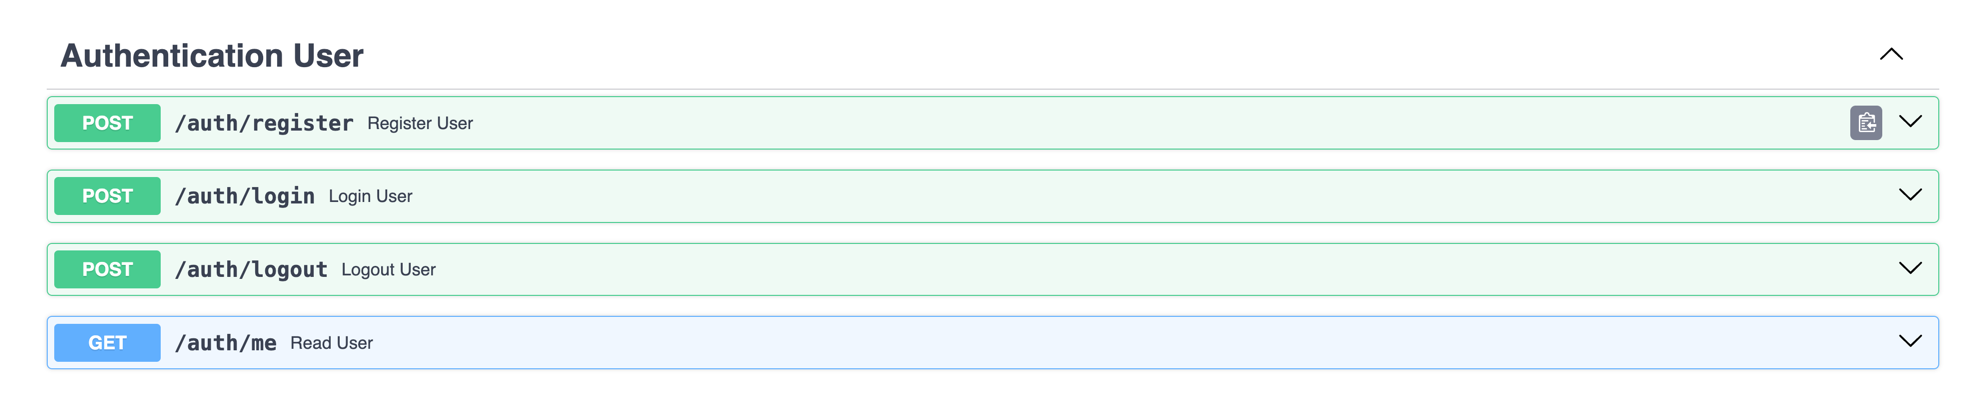 Authentication User
POST /auth/register Register User
POST /auth/login Login User
POST /auth/logout Logout User
GET /auth/me Read User